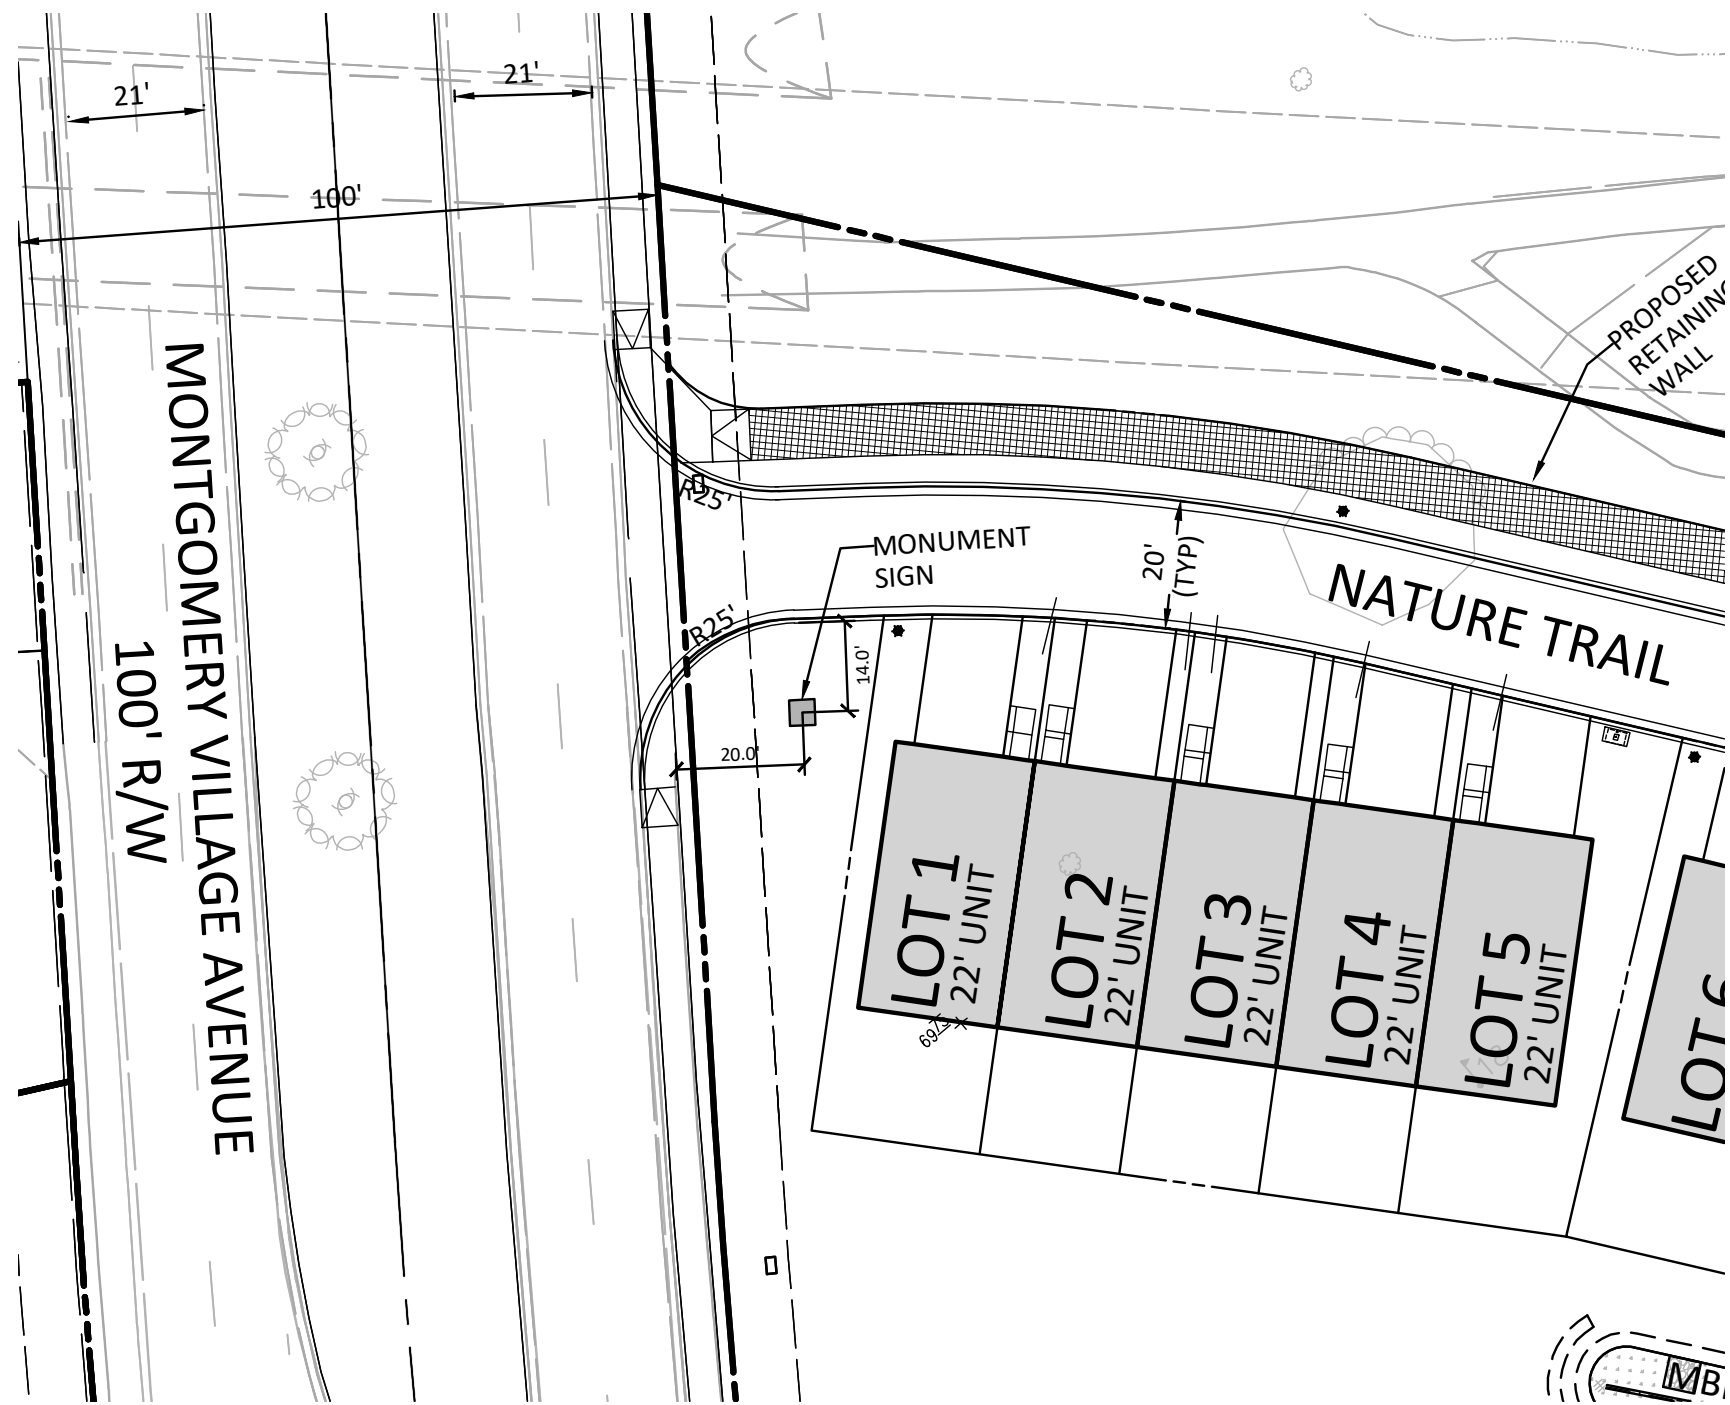 21'
21'
100'
PROPOSED
RETAINING
WALL
R25'
MONUMENT
SIGN
20'
(TYP)
NATURE TRAIL
R25'
14.0'
20.0'
MONTGOMERY VILLAGE AVENUE
100' R/W
LOT 1
22' UNIT
LOT 2
22' UNIT
LOT 3
22' UNIT
LOT 4
22' UNIT
LOT 5
22' UNIT
LOT 6